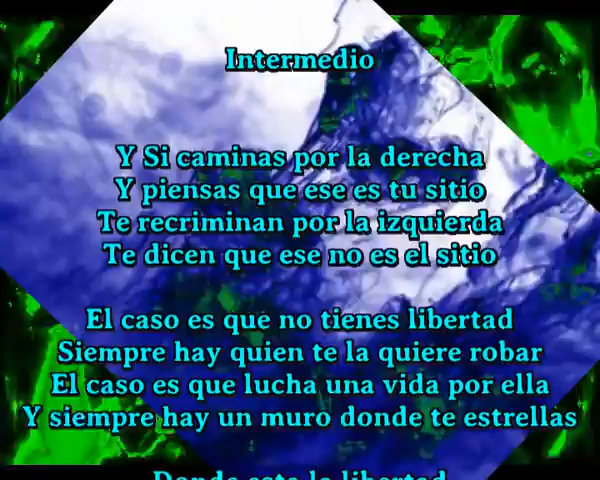 Intermedio
Y Si caminas por la derecha
Y piensas que ese es tu sitio
Te recriminan por la izquierda
Te dicen que ese no es el sitio
El caso es que no tienes libertad
Siempre hay quien te la quiere robar
El caso es que lucha una vida por ella
Y siempre hay un muro donde te estrellas
Donde esta la libertad